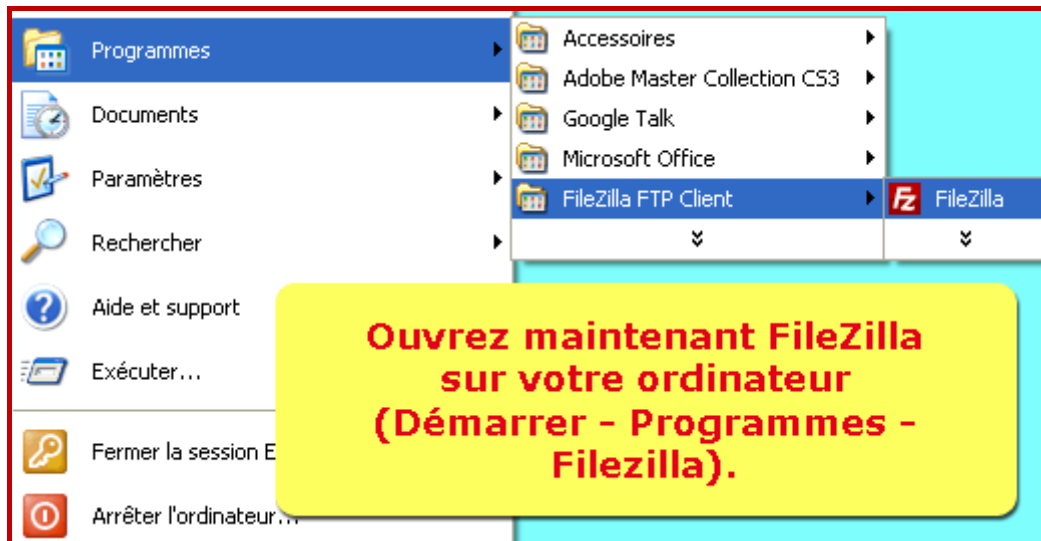 Programmes
Documents
Paramètres
Rechercher
Aide et support
Exécuter...
Fermer la session E
Arrêter l'ordinateur...
Accessoires
Adobe Master Collection CS3
Google Talk
Microsoft Office
FileZilla FTP Client
Fz FileZilla
Ouvrez maintenant FileZilla
sur votre ordinateur
(Démarrer - Programmes -
Filezilla).